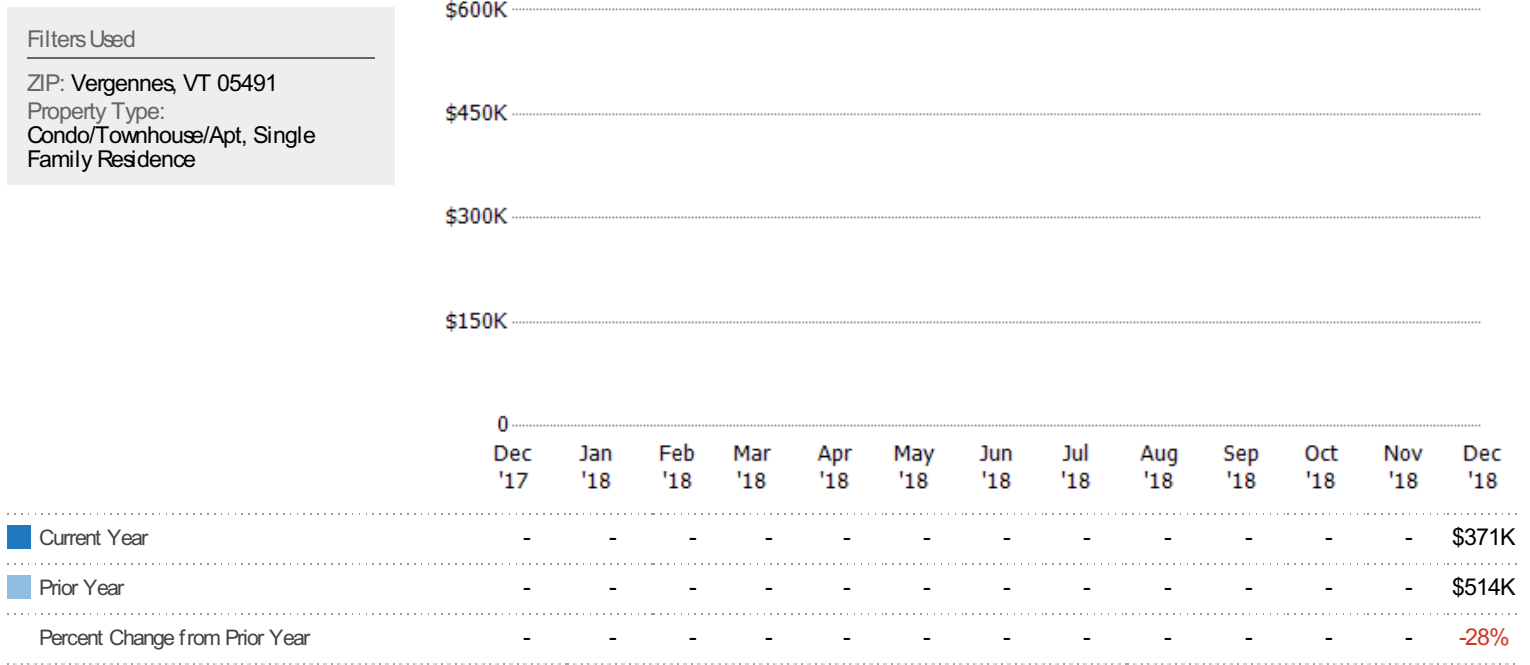 Filters Used
ZIP: Vergennes, VT 05491
Property Type:
Condo/Townhouse/Apt, Single
Family Residence
$600K
$450K
$300K
$150K
0
Dec Jan Feb Mar Apr May Jun Jul Aug Sep Oct Nov Dec
'17 '18 '18 '18 '18 '18 '18 '18 '18 '18 '18 '18 '18
Current Year - - - - - - - - - - - - $371K
Prior Year - - - - - - - - - - - - $514K
Percent Change from Prior Year - - - - - - - - - - - - -28%